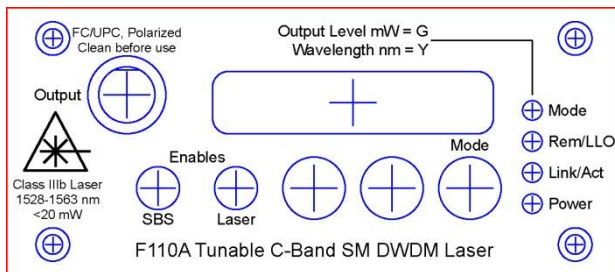 FC/UPC, Polarized
Clean before use
Output Level mW = G
Wavelength nm = Y
Output
Mode
Rem/LLO
Link/Act
Power
Mode
Enables
Class IIIb Laser
1528-1563 nm
<20 mW
SBS
Laser
F110A Tunable C-Band SM DWDM Laser